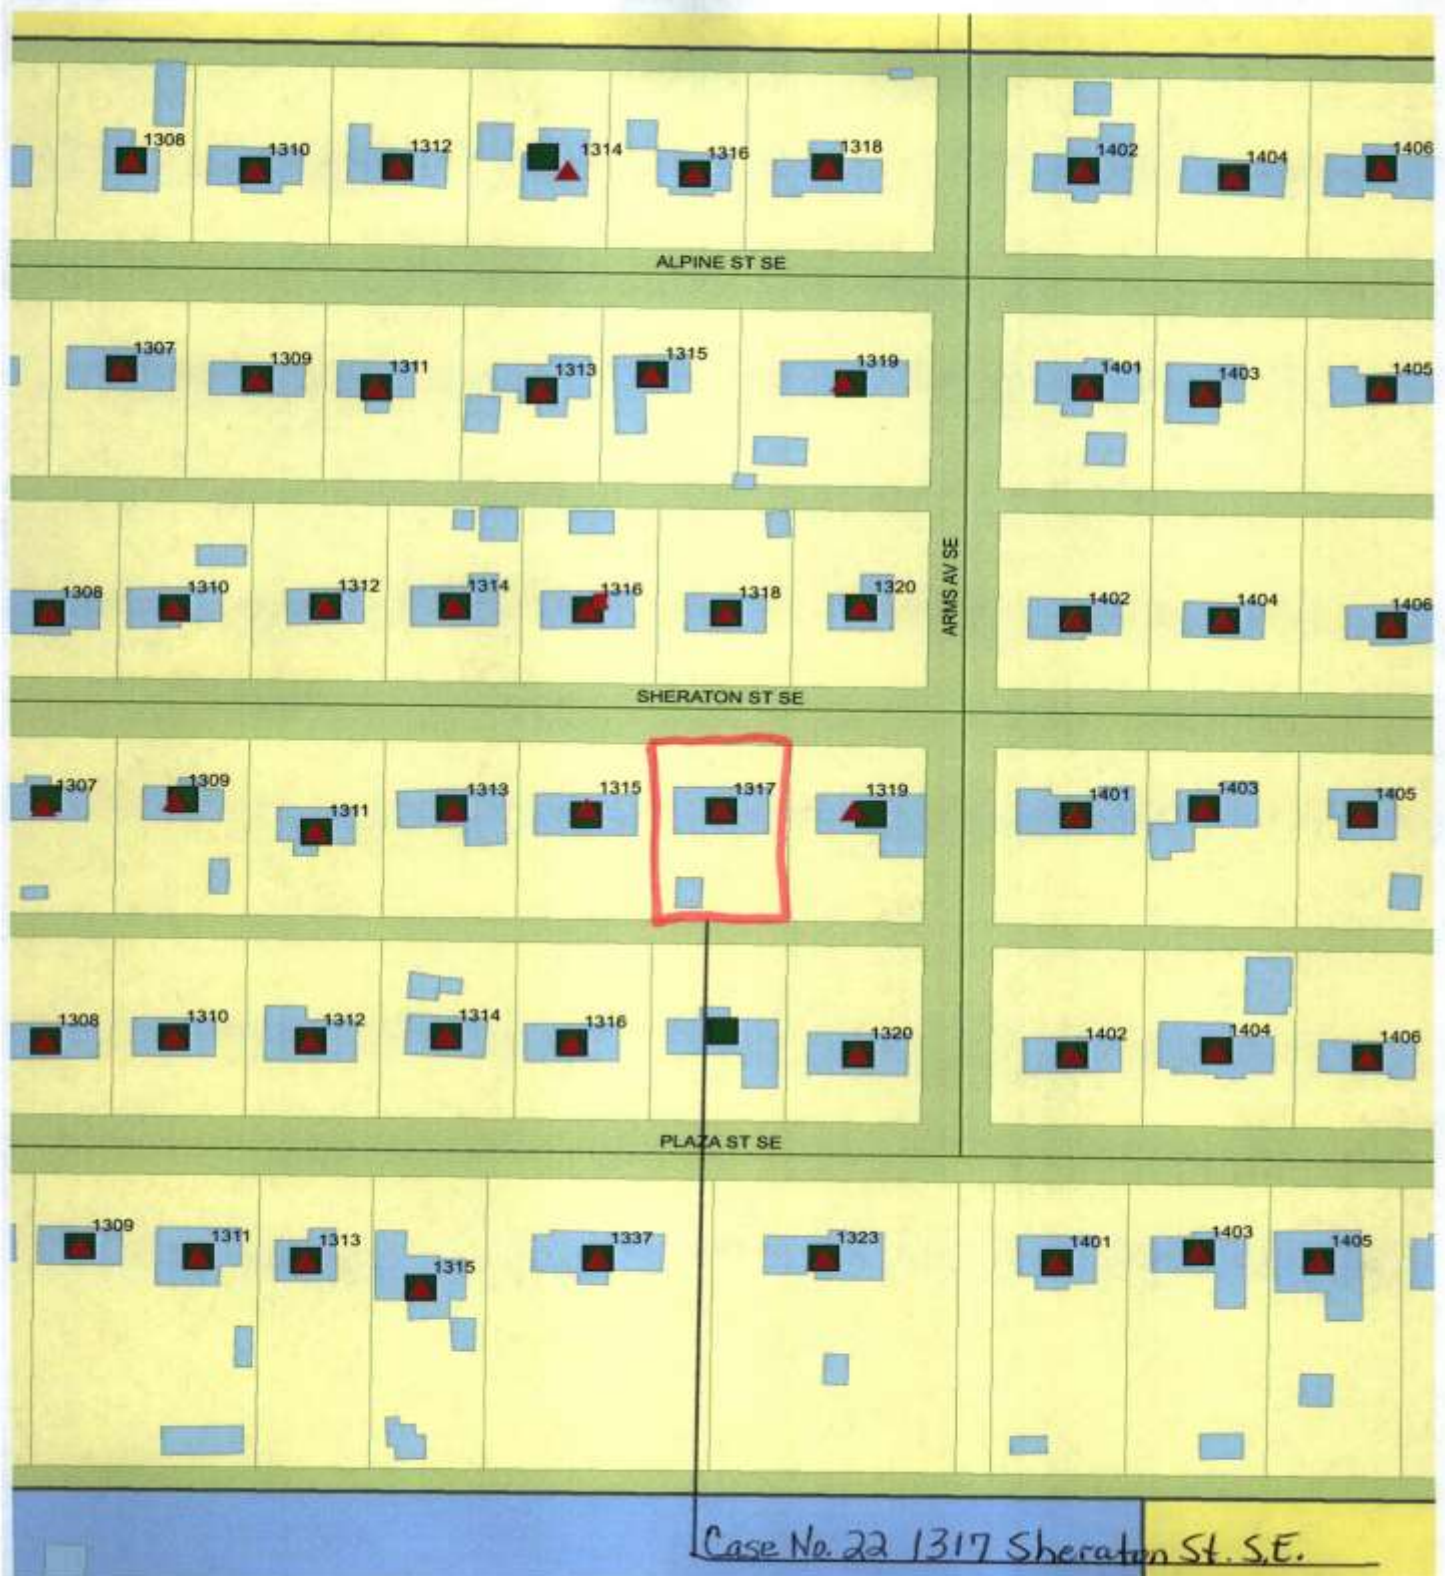 1308 1310 1312 1314 1316 1318 1402 1404 1406
ALPINE ST SE
1307 1309 1311 1313 1315 1319 1401 1403 1405
ARMS AV SE
1308 1310 1312 1314 1316 1318 1320 1402 1404 1406
SHERATON ST SE
1307 1309 1311 1313 1315 1317 1319 1401 1403 1405
1308 1310 1312 1314 1316 1320 1402 1404 1406
PLAZA ST SE
1309 1311 1313 1315 1337 1323 1401 1403 1405
Case No. 22 1317 Sheraton St. S.E.